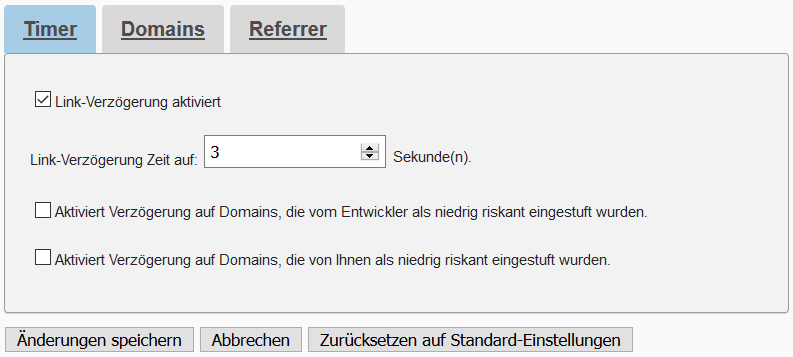 Timer Domains Referrer
Link-Verzögerung aktiviert
Link-Verzögerung Zeit auf: 3 Sekunde(n).
Aktiviert Verzögerung auf Domains, die vom Entwickler als niedrig riskant eingestuft wurden.
Aktiviert Verzögerung auf Domains, die von Ihnen als niedrig riskant eingestuft wurden.
Änderungen speichern Abbrechen Zurücksetzen auf Standard-Einstellungen